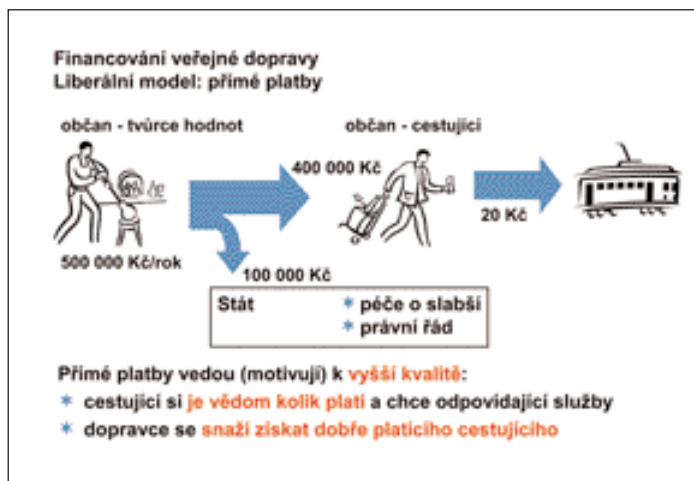 Financování veřejné dopravy
Liberální model: přímé platby
občan - tvůrce hodnot
občan - cestující
400 000 Kč
20 Kč
500 000 Kč/rok
100 000 Kč
Stát
* péče o slabší
* právní řád
Přímé platby vedou (motivují) k vyšší kvalitě:
* cestující si je vědom kolik platí a chce odpovídající služby
* dopravce se snaží získat dobře platícího cestujícího